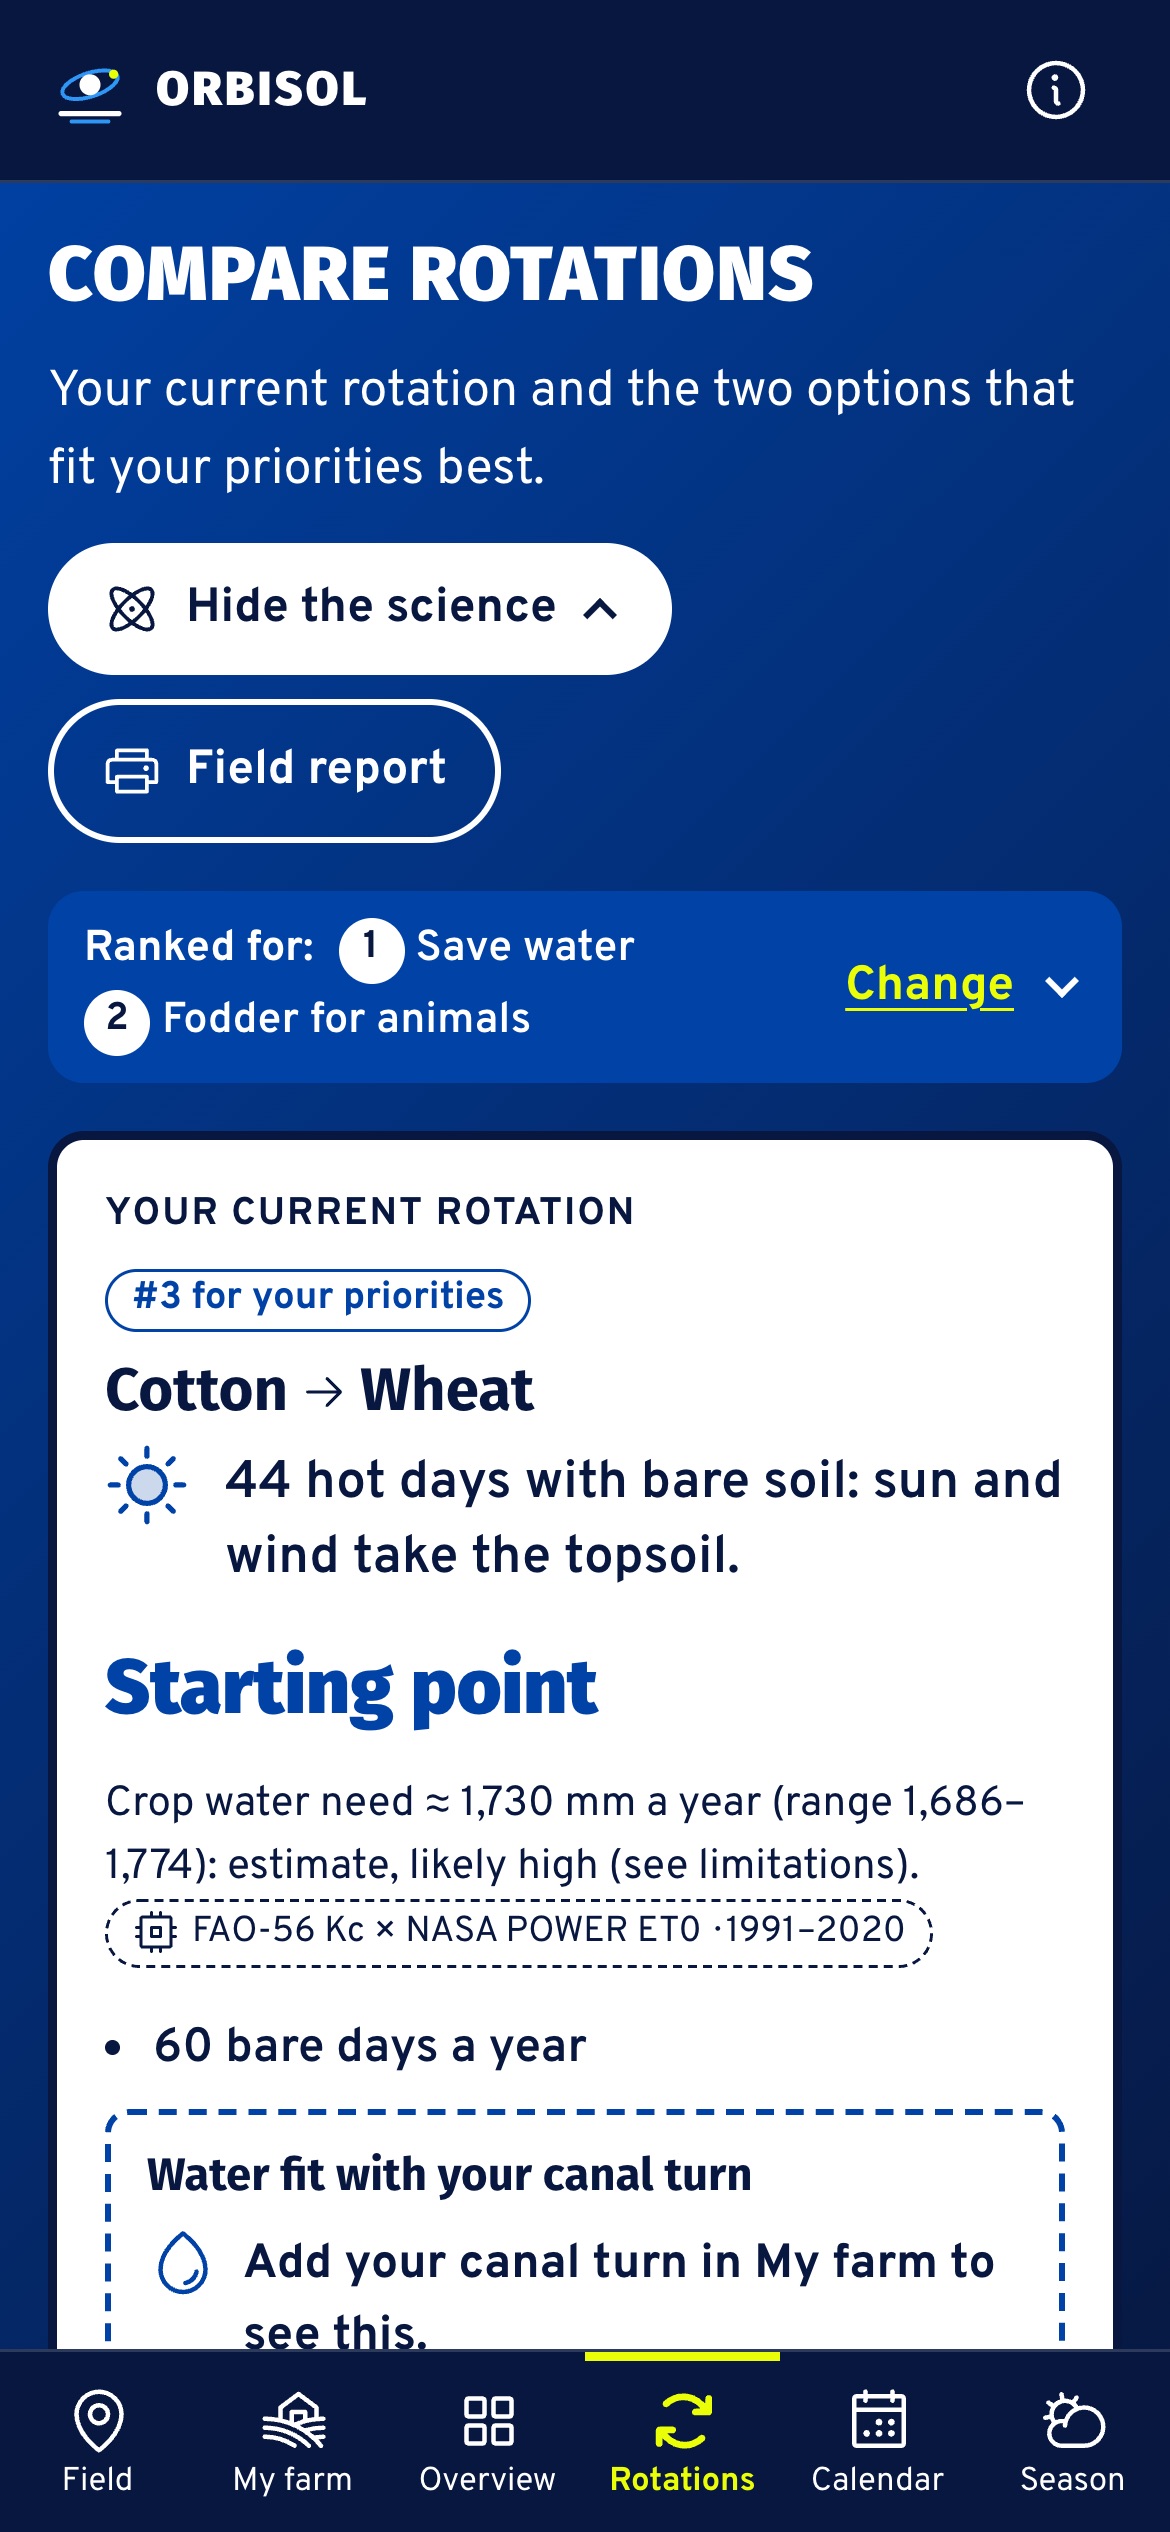 ORBISOL
COMPARE ROTATIONS
Your current rotation and the two options that
fit your priorities best.
Hide the science
Field report
Ranked for: 1 Save water
2 Fodder for animals
Change
YOUR CURRENT ROTATION
#3 for your priorities
Cotton → Wheat
44 hot days with bare soil: sun and
wind take the topsoil.
Starting point
Crop water need ≈ 1,730 mm a year (range 1,686–
1,774): estimate, likely high (see limitations).
FAO-56 Kc × NASA POWER ET0 · 1991–2020
• 60 bare days a year
Water fit with your canal turn
Add your canal turn in My farm to
see this.
Field
My farm
Overview
Rotations
Calendar
Season